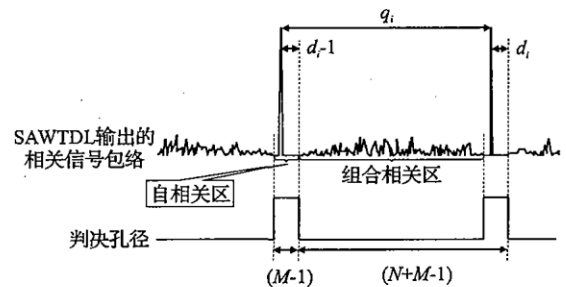 qᵢ
dᵢ-1
dᵢ
SAWTDL输出的
相关信号包络
自相关区
组合相关区
判决孔径
(M-1)
(N+M-1)